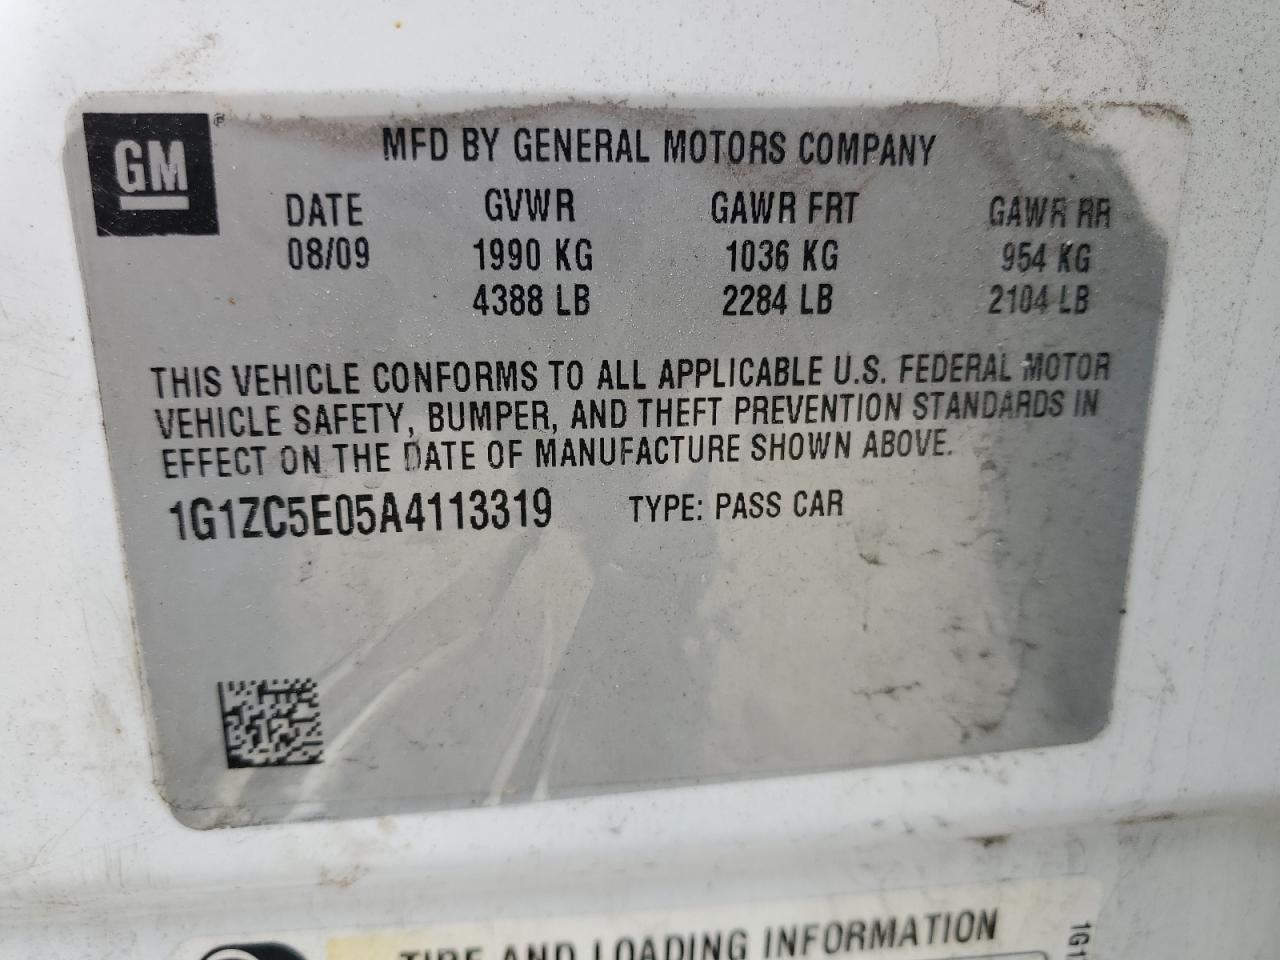 GM
MFD BY GENERAL MOTORS COMPANY
DATE GVWR GAWR FRT GAWR RR
08/09 1990 KG 1036 KG 954 KG
4388 LB 2284 LB 2104 LB
THIS VEHICLE CONFORMS TO ALL APPLICABLE U.S. FEDERAL MOTOR
VEHICLE SAFETY, BUMPER, AND THEFT PREVENTION STANDARDS IN
EFFECT ON THE DATE OF MANUFACTURE SHOWN ABOVE.
1G1ZC5E05A4113319 TYPE: PASS CAR
TIRE AND LOADING INFORMATION